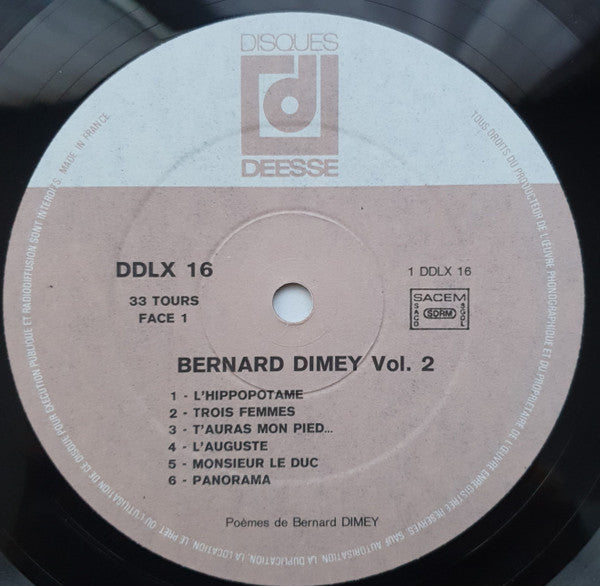 DISQUES
d
DEESSE
DDLX 16
33 TOURS
FACE 1
1 DDLX 16
SACEM
SACD
SDRM
SGDL
BERNARD DIMEY Vol. 2
1 - L'HIPPOPOTAME
2 - TROIS FEMMES
3 - T'AURAS MON PIED...
4 - L'AUGUSTE
5 - MONSIEUR LE DUC
6 - PANORAMA
Poèmes de Bernard DIMEY
TOUS DROITS DU PRODUCTEUR DE L'ŒUVRE PHONOGRAPHIQUE ET DU PROPRIETAIRE DE L'ŒUVRE ENREGISTREE RESERVES. SAUF AUTORISATION. LA DUPLICATION. LA LOCATION. LE PRET OU L'UTILISATION DE CE DISQUE POUR EXECUTION PUBLIQUE ET RADIODIFFUSION SONT INTERDITES. MADE IN FRANCE